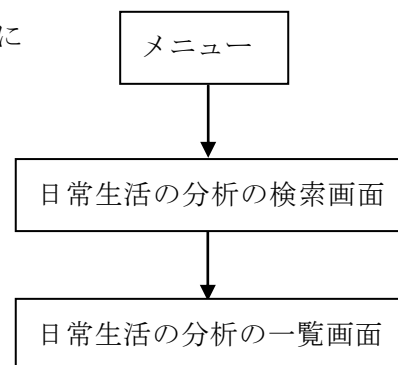 に
メニュー
日常生活の分析の検索画面
日常生活の分析の一覧画面